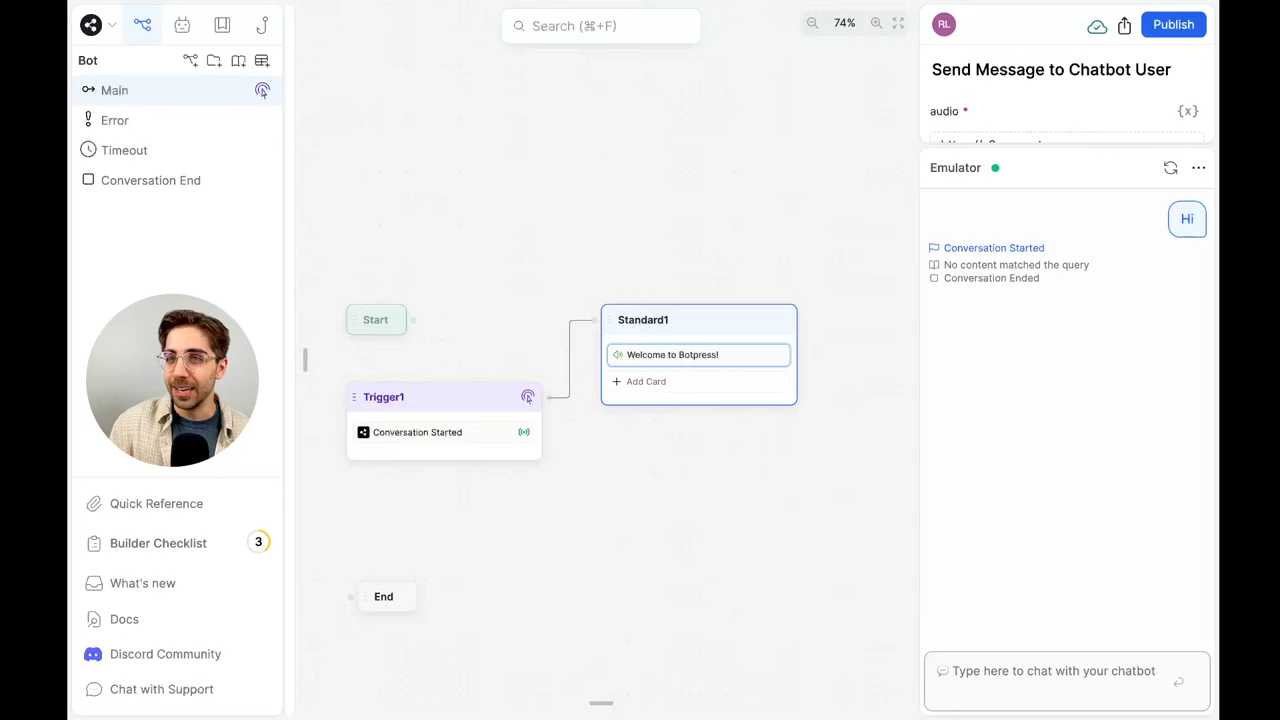 Search (⌘+F)
74%
RL
Publish
Bot
Main
Error
Timeout
Conversation End
Quick Reference
Builder Checklist
3
What's new
Docs
Discord Community
Chat with Support
Start
Trigger1
Conversation Started
End
Standard1
Welcome to Botpress!
+ Add Card
Send Message to Chatbot User
audio *
{x}
Emulator
Hi
Conversation Started
No content matched the query
Conversation Ended
Type here to chat with your chatbot